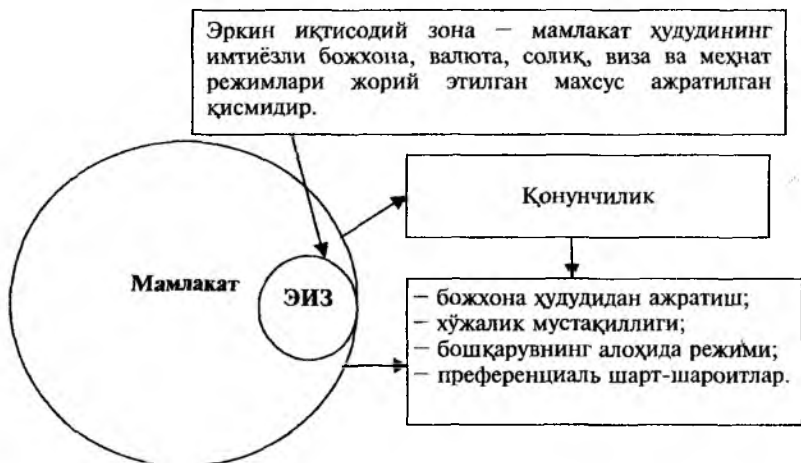 Эркин иқтисодий зона — мамлакат ҳудудининг
имтиёзли божхона, валюта, солиқ, виза ва меҳнат
режимлари жорий этилган махсус ажратилган
қисмидир.
Қонунчилик
Мамлакат
ЭИЗ
— божхона ҳудудидан ажратиш;
— хўжалик мустақиллиги;
— бошқарувнинг алоҳида режими;
— преференциаль шарт-шароитлар.